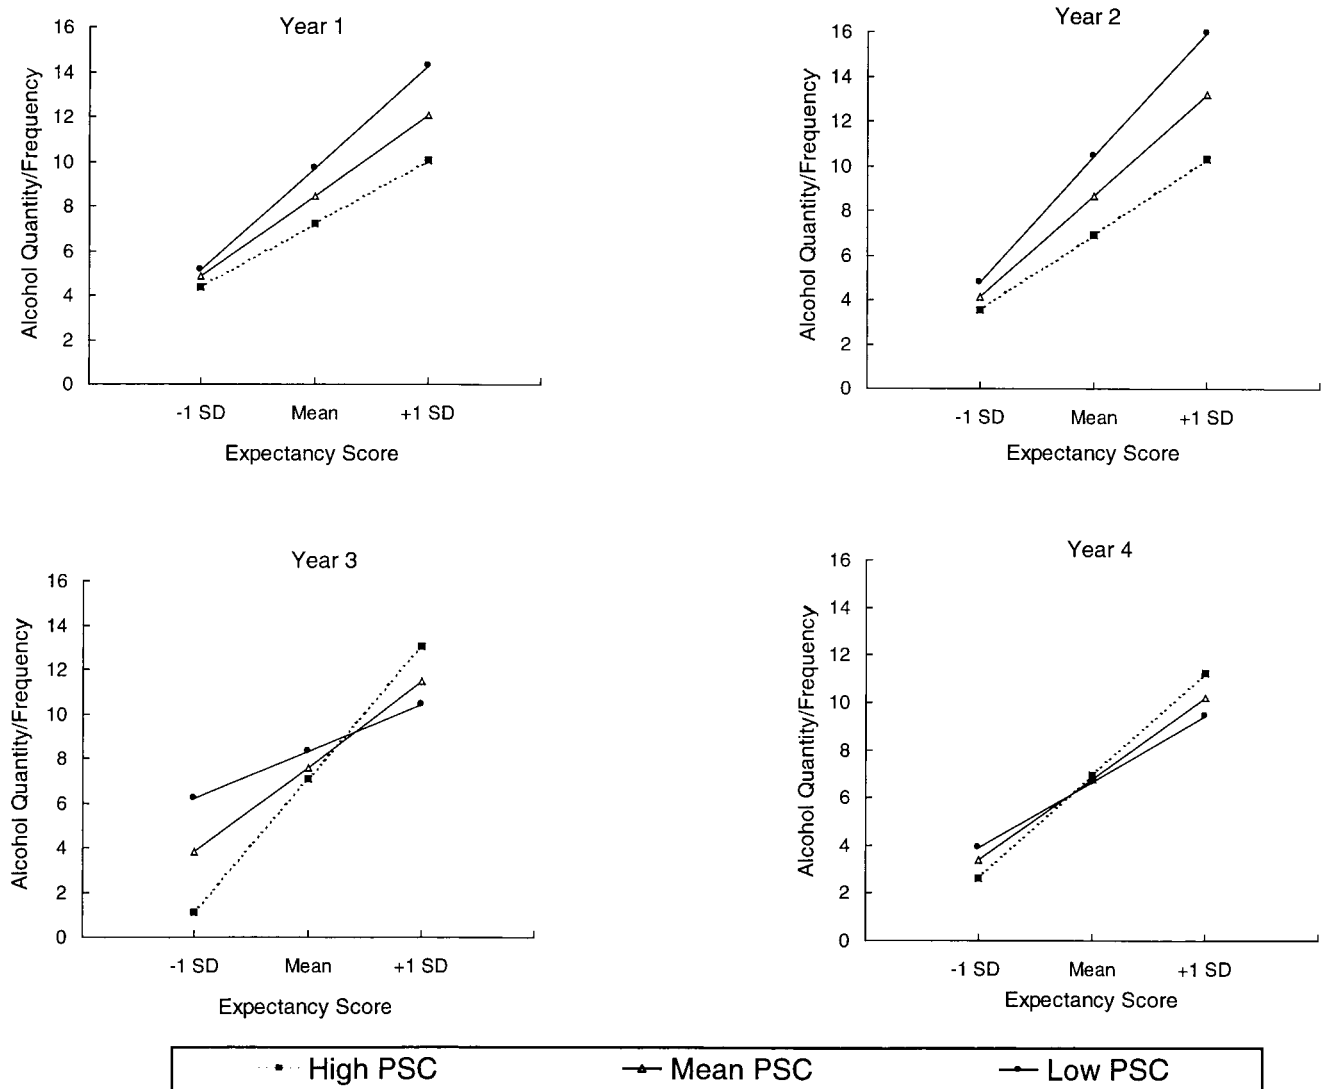 Year 1
Alcohol Quantity/Frequency
16
14
12
10
8
6
4
2
0
-1 SD Mean +1 SD
Expectancy Score
Year 2
Alcohol Quantity/Frequency
16
14
12
10
8
6
4
2
0
-1 SD Mean +1 SD
Expectancy Score
Year 3
Alcohol Quantity/Frequency
16
14
12
10
8
6
4
2
0
-1 SD Mean +1 SD
Expectancy Score
Year 4
Alcohol Quantity/Frequency
16
14
12
10
8
6
4
2
0
-1 SD Mean +1 SD
Expectancy Score
High PSC Mean PSC Low PSC